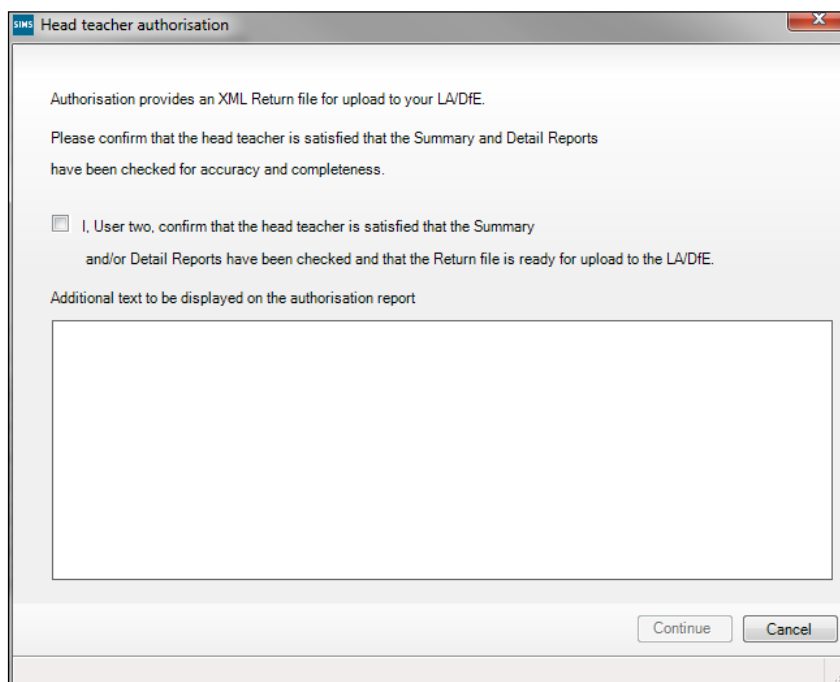 SIMS Head teacher authorisation
Authorisation provides an XML Return file for upload to your LA/DfE.
Please confirm that the head teacher is satisfied that the Summary and Detail Reports
have been checked for accuracy and completeness.
I, User two, confirm that the head teacher is satisfied that the Summary
and/or Detail Reports have been checked and that the Return file is ready for upload to the LA/DfE.
Additional text to be displayed on the authorisation report
Continue Cancel